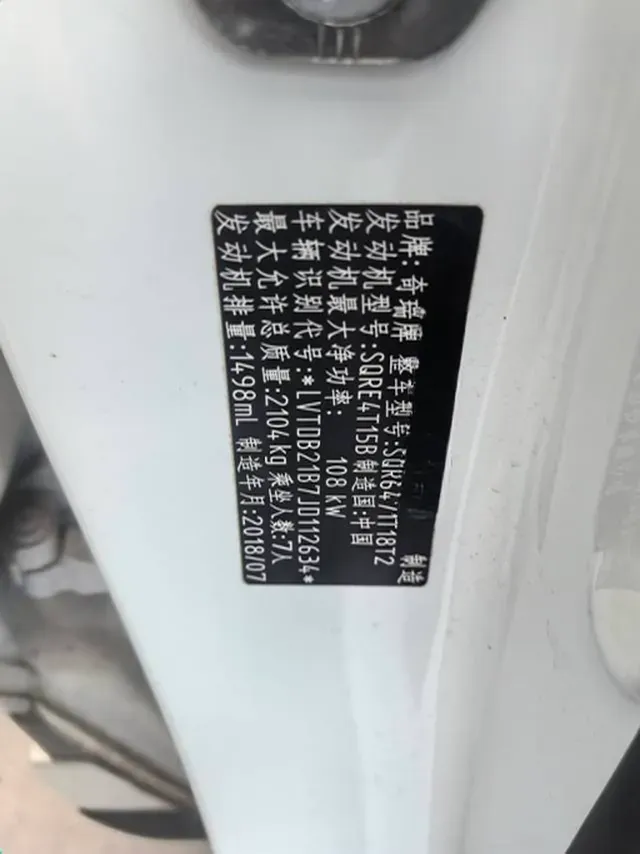 制造
品牌:奇瑞牌 整车型号:SQR6471T18T2
发动机型号:SQRE4T15B 制造国:中国
发动机最大净功率: 108 kW
车辆识别代号:*LVTDB21B7JD112634*
最大允许总质量:2104kg 乘坐人数:7人
发动机排量:1498mL 制造年月:2018/07